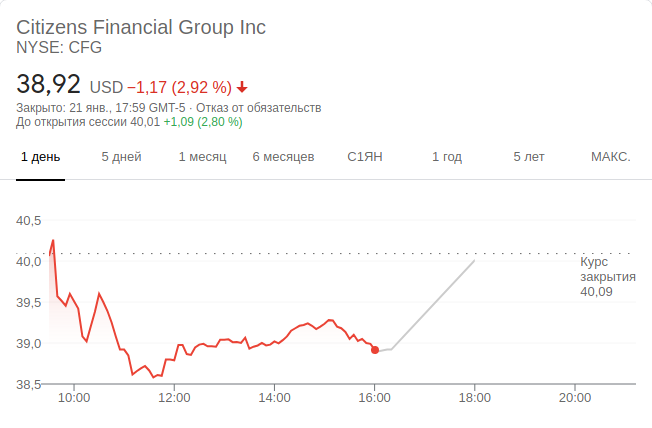 Citizens Financial Group Inc
NYSE: CFG
38,92 USD −1,17 (2,92 %)
Закрыто: 21 янв., 17:59 GMT-5 · Отказ от обязательств
До открытия сессии 40,01 +1,09 (2,80 %)
1 день 5 дней 1 месяц 6 месяцев С1ЯН 1 год 5 лет МАКС.
40,5
40,0
39,5
39,0
38,5
Курс
закрытия
40,09
10:00 12:00 14:00 16:00 18:00 20:00